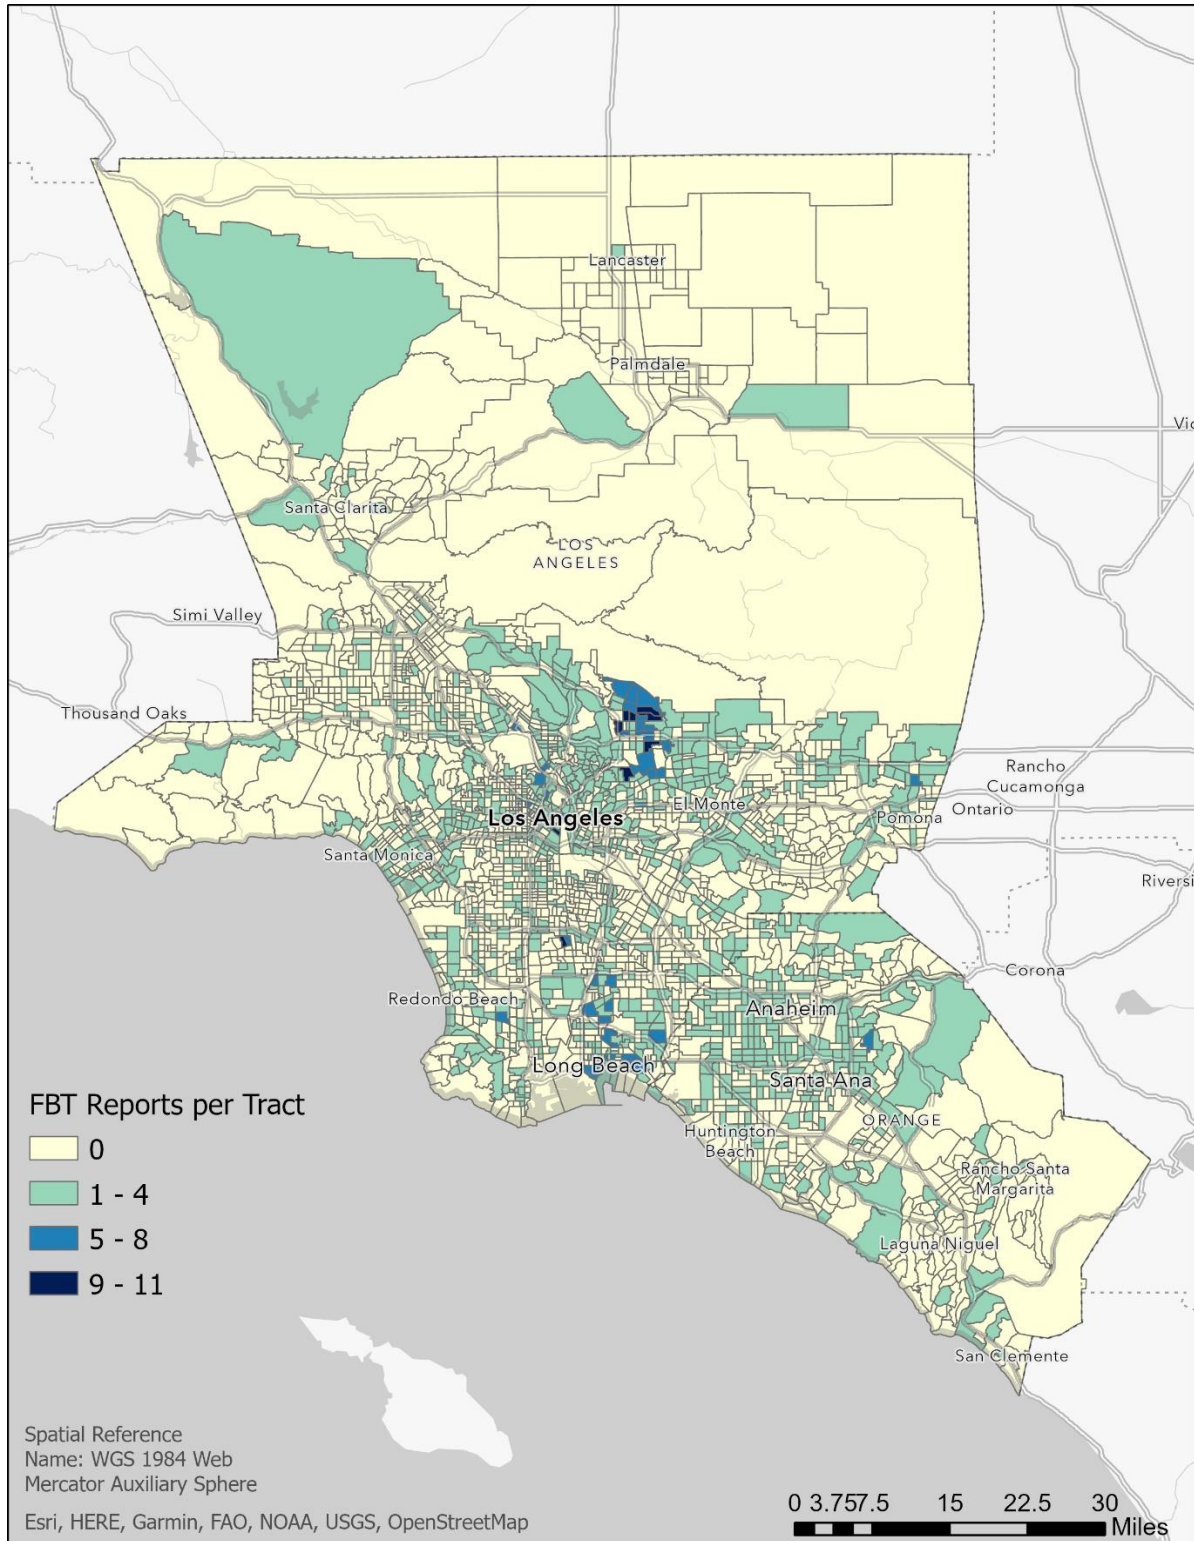 Lancaster
Palmdale
Vic
Santa Clarita
LOS
ANGELES
Simi Valley
Thousand Oaks
Rancho
Cucamonga
El Monte
Ontario
Los Angeles
Pomona
Santa Monica
Riversi
Corona
Redondo Beach
Anaheim
Long Beach
Santa Ana
FBT Reports per Tract
ORANGE
Huntington
Beach
0
Rancho Santa
Margarita
1 - 4
5 - 8
Laguna Niguel
9 - 11
San Clemente
Spatial Reference
Name: WGS 1984 Web
Mercator Auxiliary Sphere
Esri, HERE, Garmin, FAO, NOAA, USGS, OpenStreetMap
0 3.757.5 15 22.5 30
Miles